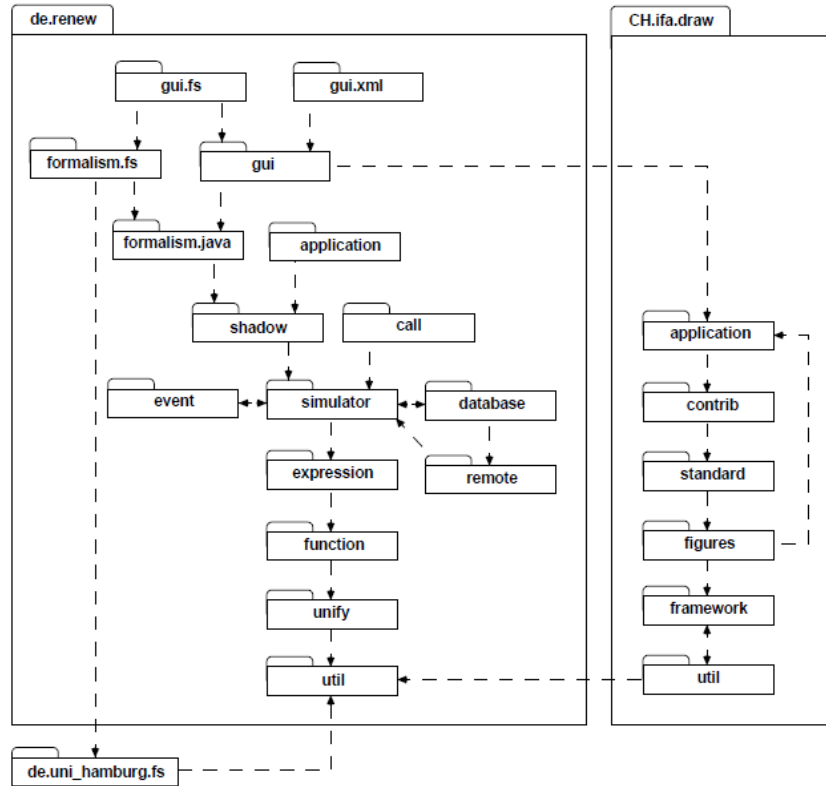 de.renew
CH.ifa.draw
gui.fs
gui.xml
formalism.fs
gui
formalism.java
application
shadow
call
application
event
simulator
database
contrib
expression
remote
standard
function
figures
unify
framework
util
util
de.uni_hamburg.fs